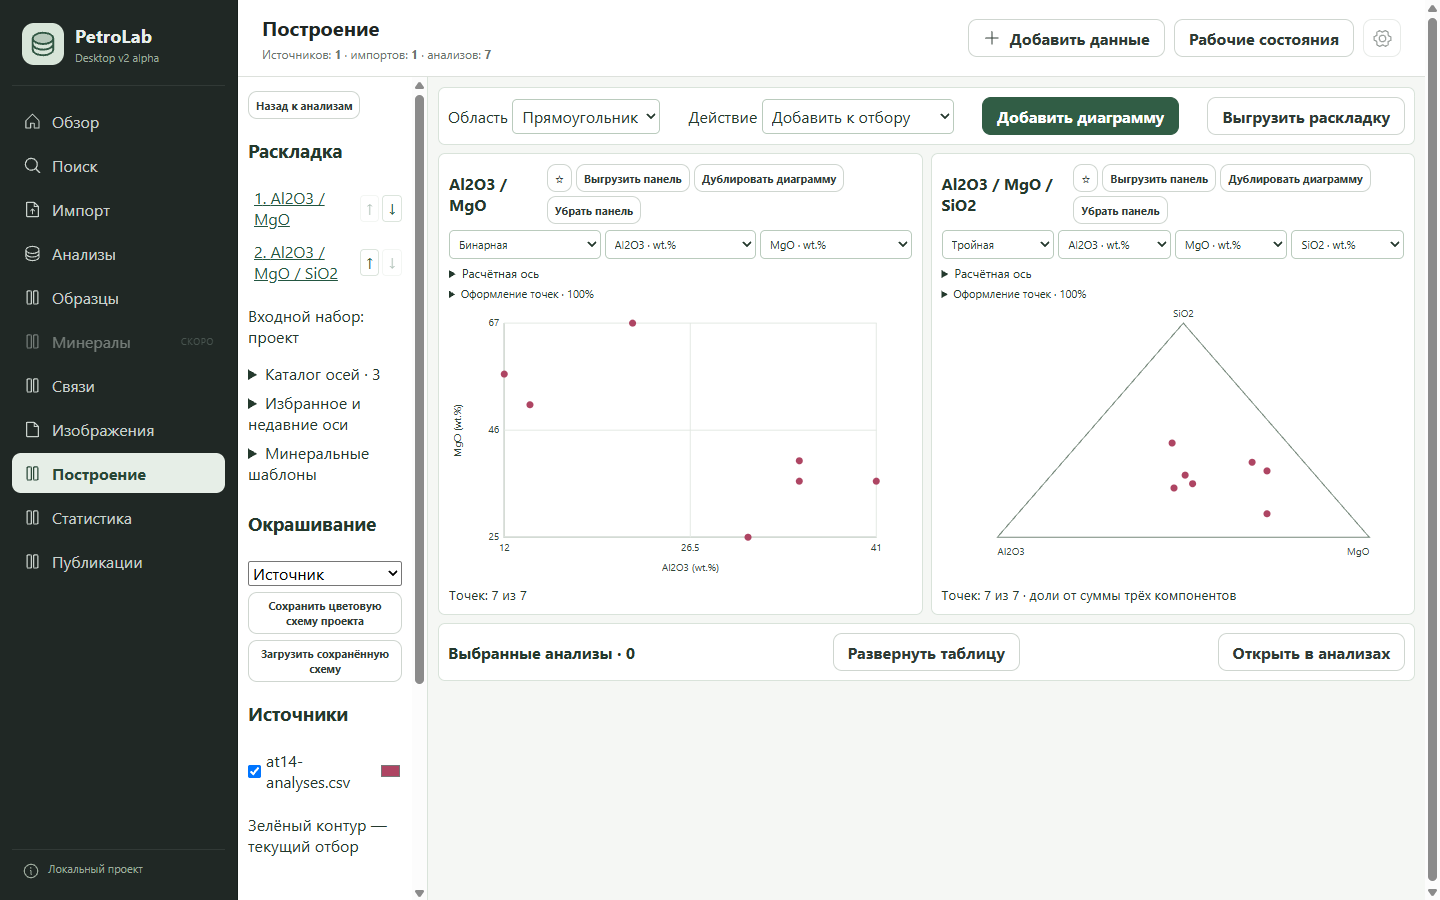 PetroLab
Desktop v2 alpha
Обзор
Поиск
Импорт
Анализы
Образцы
Минералы СКОРО
Связи
Изображения
Построение
Статистика
Публикации
Локальный проект
Построение
Источников: 1 · импортов: 1 · анализов: 7
Добавить данные
Рабочие состояния
Назад к анализам
Раскладка
1. Al2O3 /
MgO
↑ ↓
2. Al2O3 /
MgO / SiO2
↑ ↓
Входной набор:
проект
Каталог осей · 3
Избранное и
недавние оси
Минеральные
шаблоны
Окрашивание
Источник
Сохранить цветовую
схему проекта
Загрузить сохранённую
схему
Источники
at14-
analyses.csv
Зелёный контур —
текущий отбор
Область Прямоугольник Действие Добавить к отбору Добавить диаграмму Выгрузить раскладку
Al2O3 /
MgO
☆ Выгрузить панель Дублировать диаграмму
Убрать панель
Бинарная Al2O3 · wt.% MgO · wt.%
Расчётная ось
Оформление точек · 100%
67
46
25
MgO (wt.%)
12 26.5 41
Al2O3 (wt.%)
Точек: 7 из 7
Al2O3 / MgO /
SiO2
☆ Выгрузить панель Дублировать диаграмму
Убрать панель
Тройная Al2O3 · wt.% MgO · wt.% SiO2 · wt.%
Расчётная ось
Оформление точек · 100%
SiO2
Al2O3 MgO
Точек: 7 из 7 · доли от суммы трёх компонентов
Выбранные анализы · 0 Развернуть таблицу Открыть в анализах